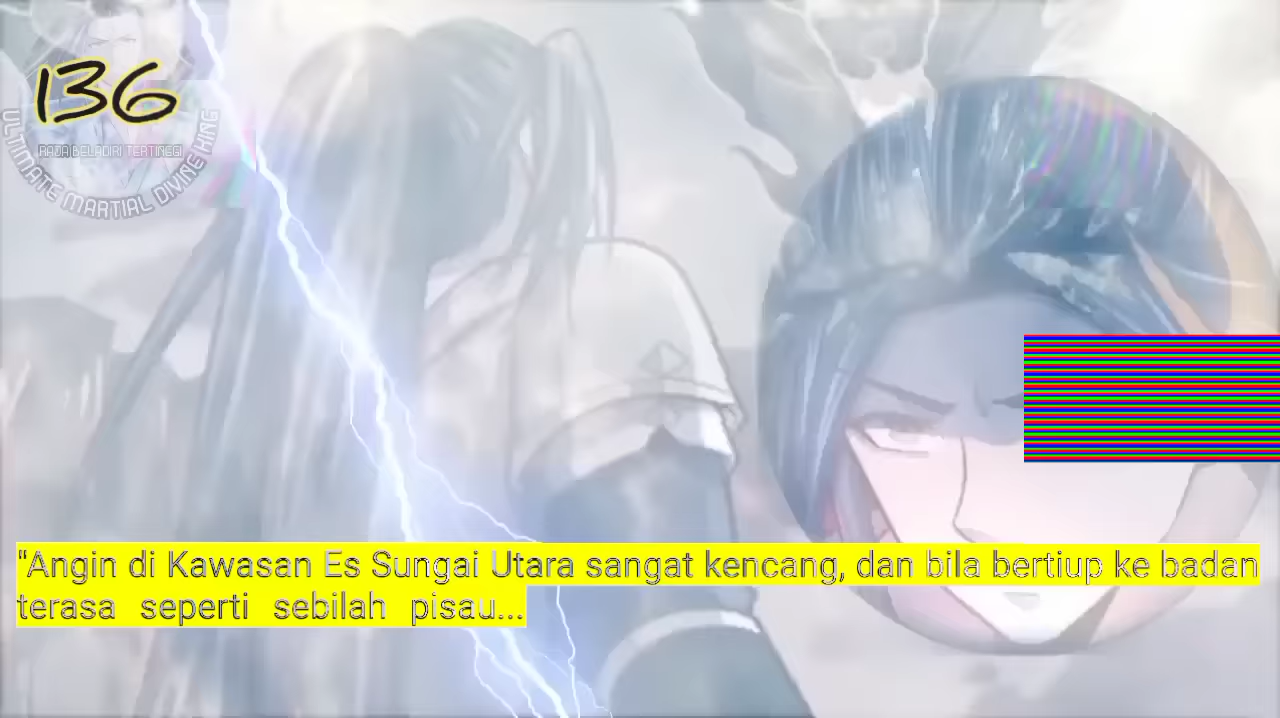 136
RAJA BELADIRI TERTINGGI
ULTIMATE MARTIAL DIVINE KING
"Angin di Kawasan Es Sungai Utara sangat kencang, dan bila bertiup ke badan
terasa seperti sebilah pisau...